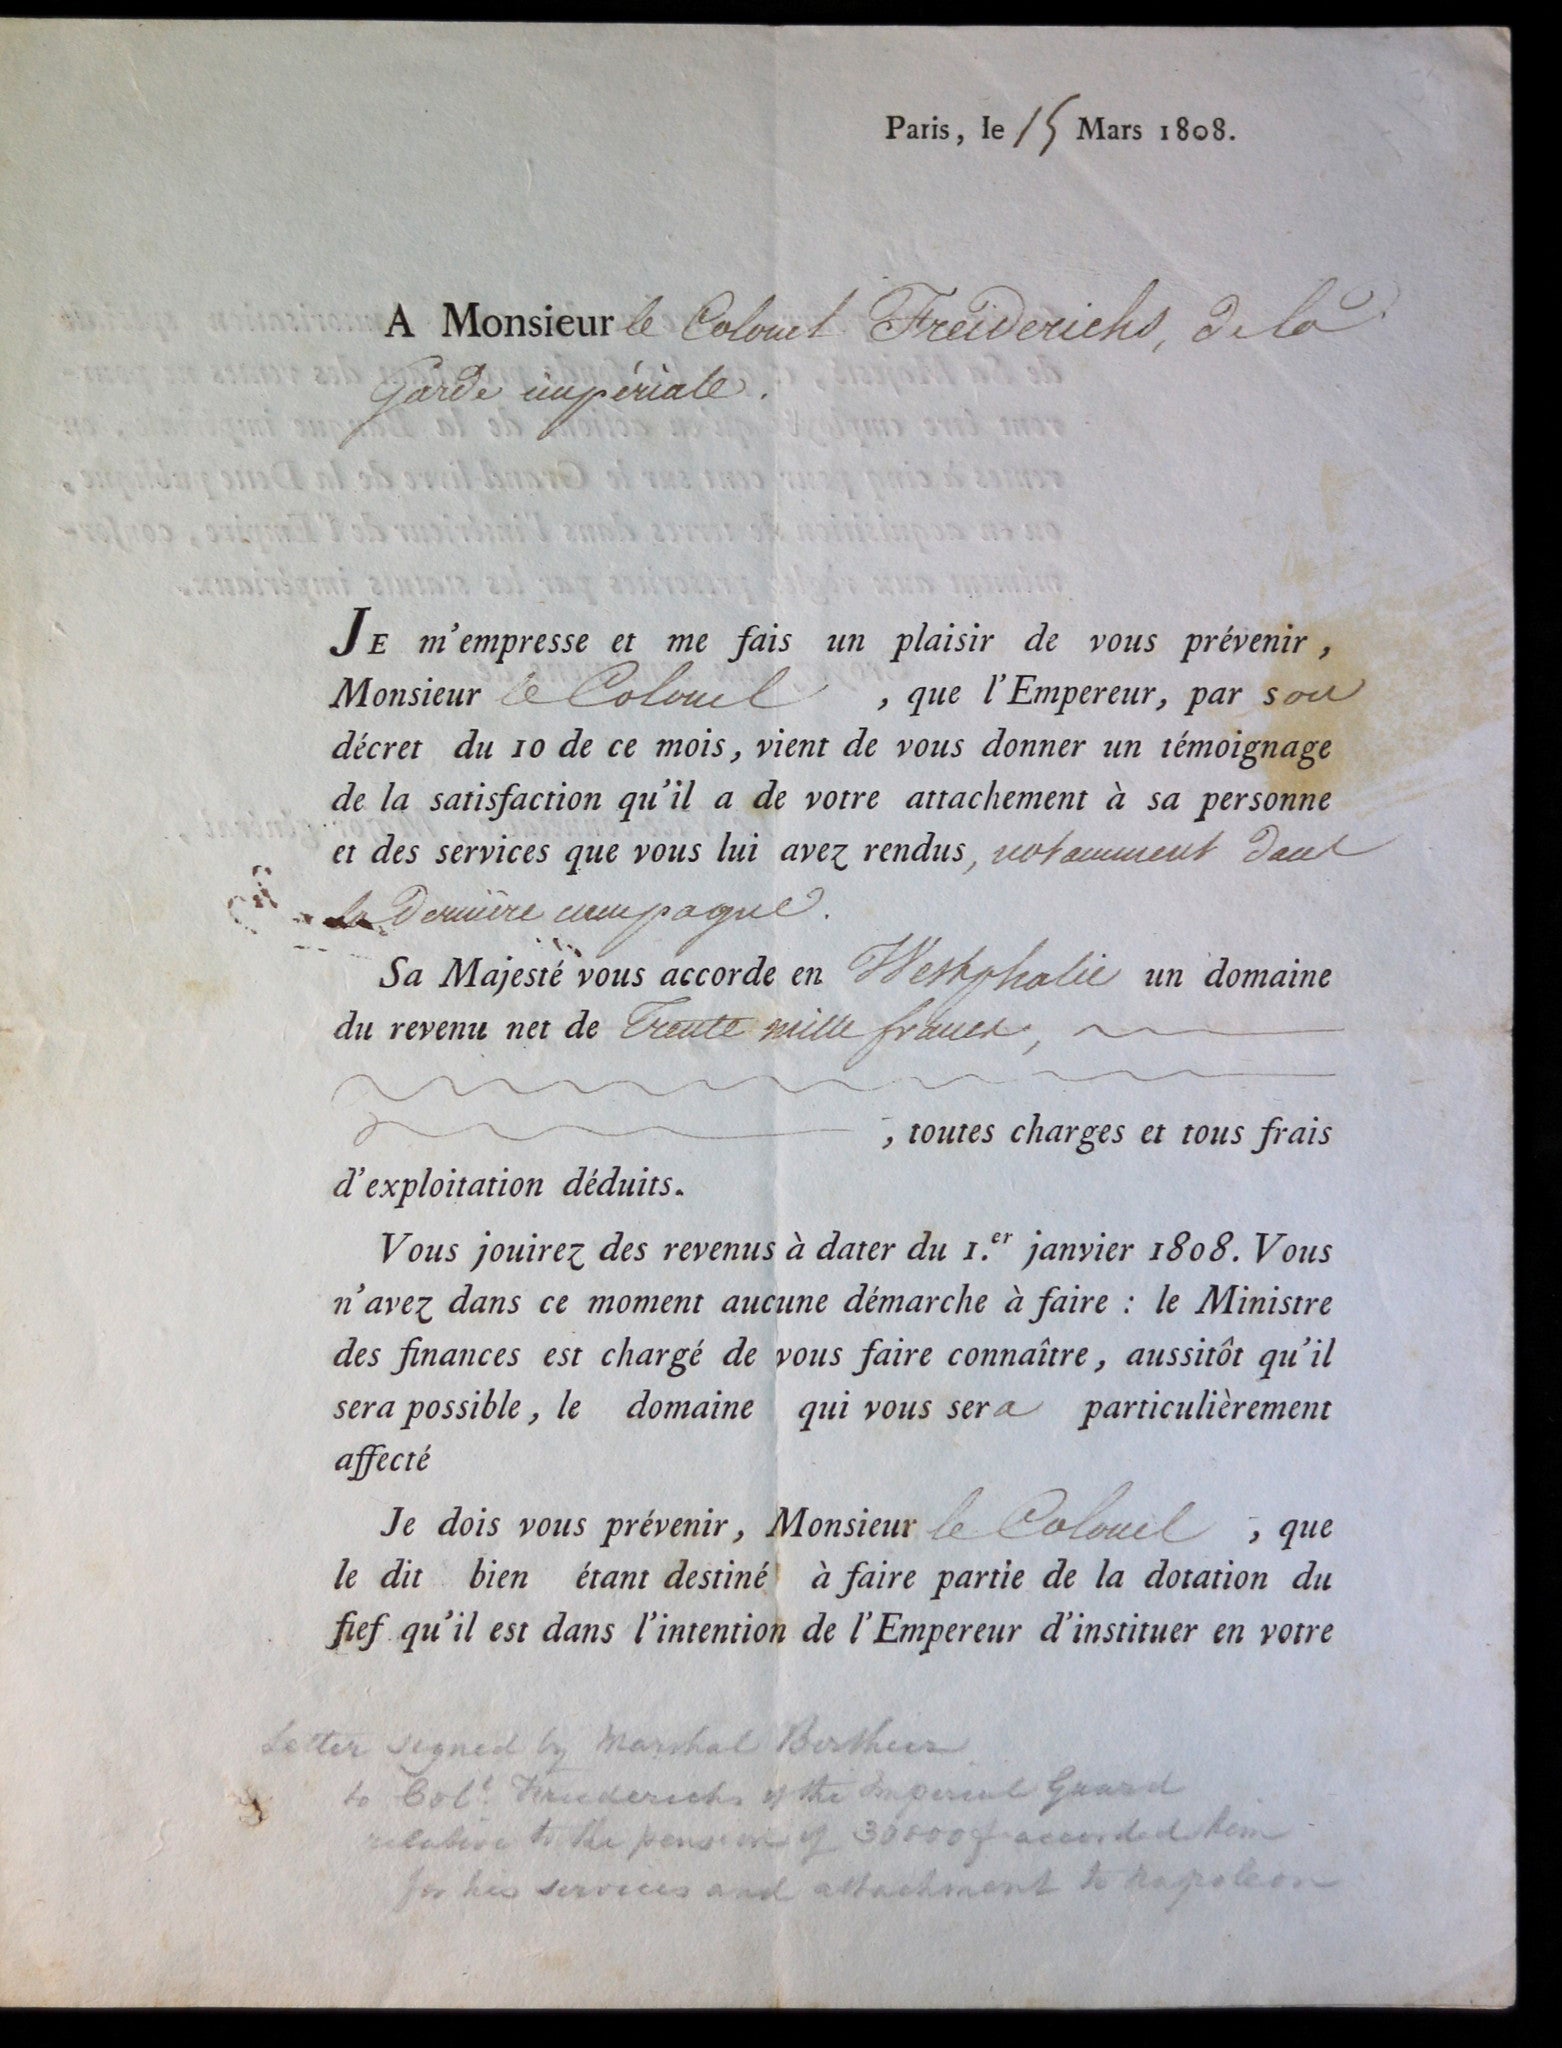 Paris, le 15 Mars 1808.
A Monsieur le Colonel Freïderichs, de la
Garde impériale.
JE m'empresse et me fais un plaisir de vous prévenir,
Monsieur le Colonel , que l'Empereur, par son
décret du 10 de ce mois, vient de vous donner un témoignage
de la satisfaction qu'il a de votre attachement à sa personne
et des services que vous lui avez rendus, notamment dans
la dernière campagne.
Sa Majesté vous accorde en Westphalie un domaine
du revenu net de Trente mille francs,
, toutes charges et tous frais
d'exploitation déduits.
Vous jouirez des revenus à dater du 1.er janvier 1808. Vous
n'avez dans ce moment aucune démarche à faire : le Ministre
des finances est chargé de vous faire connaître, aussitôt qu'il
sera possible, le domaine qui vous sera particulièrement
affecté
Je dois vous prévenir, Monsieur le Colonel , que
le dit bien étant destiné à faire partie de la dotation du
fief qu'il est dans l'intention de l'Empereur d'instituer en votre
Letter signed by Marshal Berthier
to Col.l Friederichs of the Imperial Guard
relative to the pension of 30000f accorded him
for his services and attachment to Napoleon